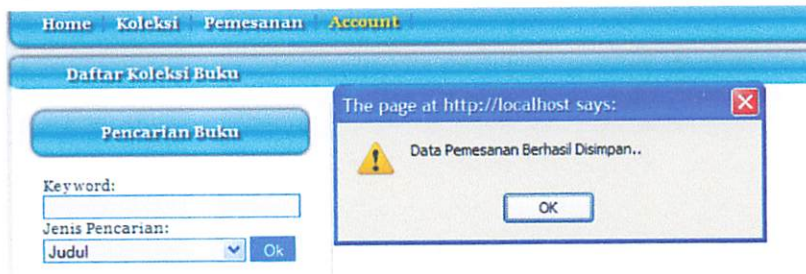 Home Koleksi Pemesanan Account
Daftar Koleksi Buku
Pencarian Buku
Keyword:
Jenis Pencarian:
Judul Ok
The page at http://localhost says:
Data Pemesanan Berhasil Disimpan..
OK